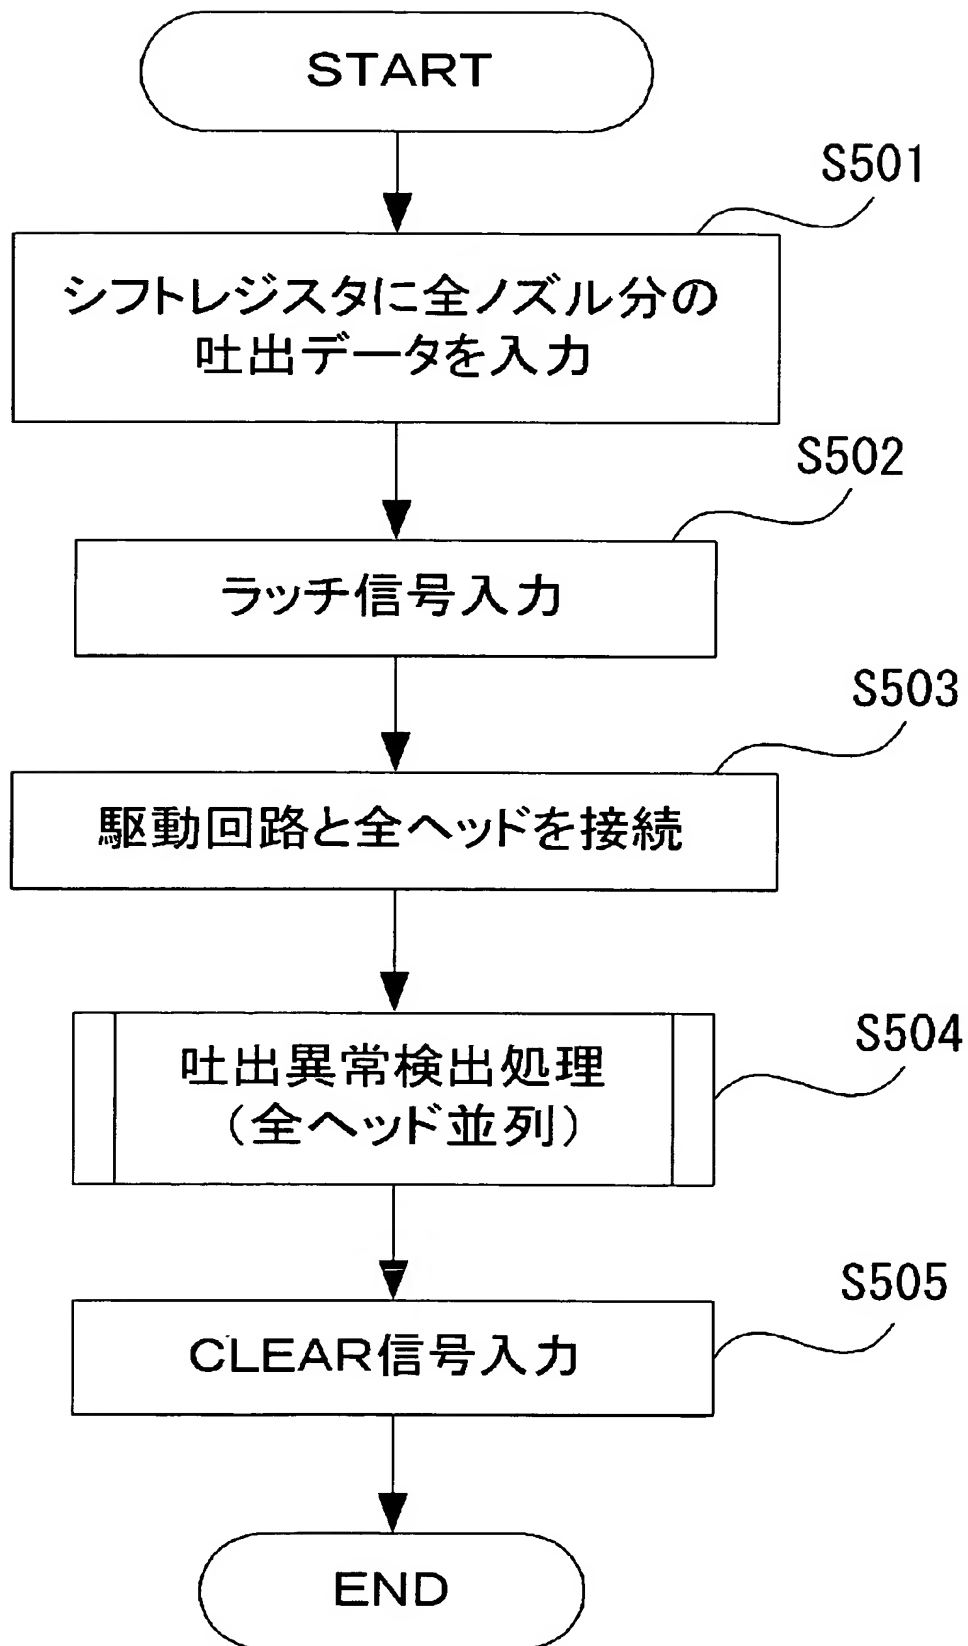 START
S501
シフトレジスタに全ノズル分の
吐出データを入力
S502
ラッチ信号入力
S503
駆動回路と全ヘッドを接続
S504
吐出異常検出処理
(全ヘッド並列)
S505
CLEAR信号入力
END